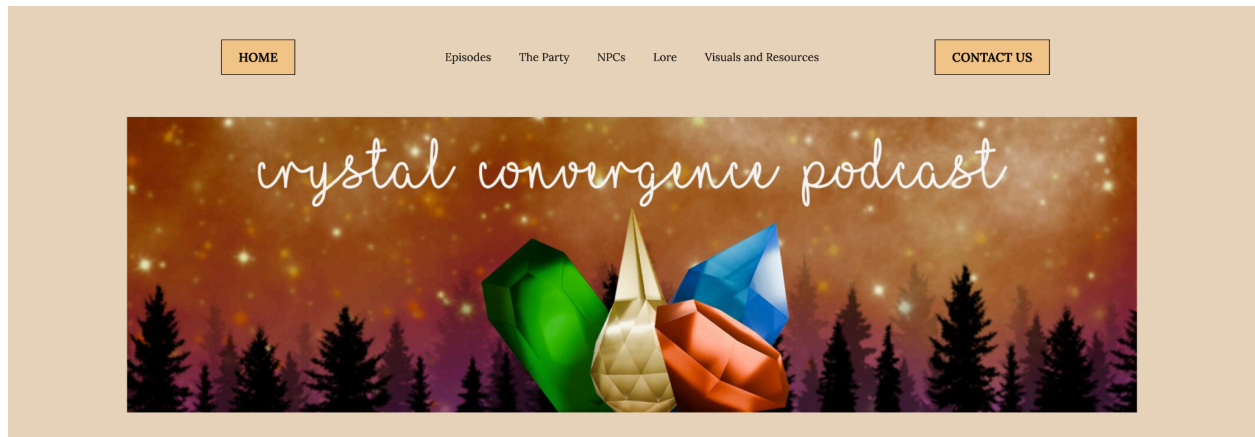 HOME Episodes The Party NPCs Lore Visuals and Resources CONTACT US
crystal convergence podcast